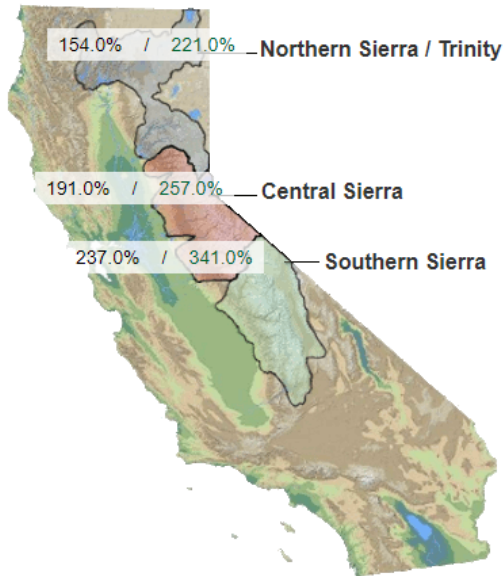 154.0% / 221.0% Northern Sierra / Trinity
191.0% / 257.0% Central Sierra
237.0% / 341.0% Southern Sierra